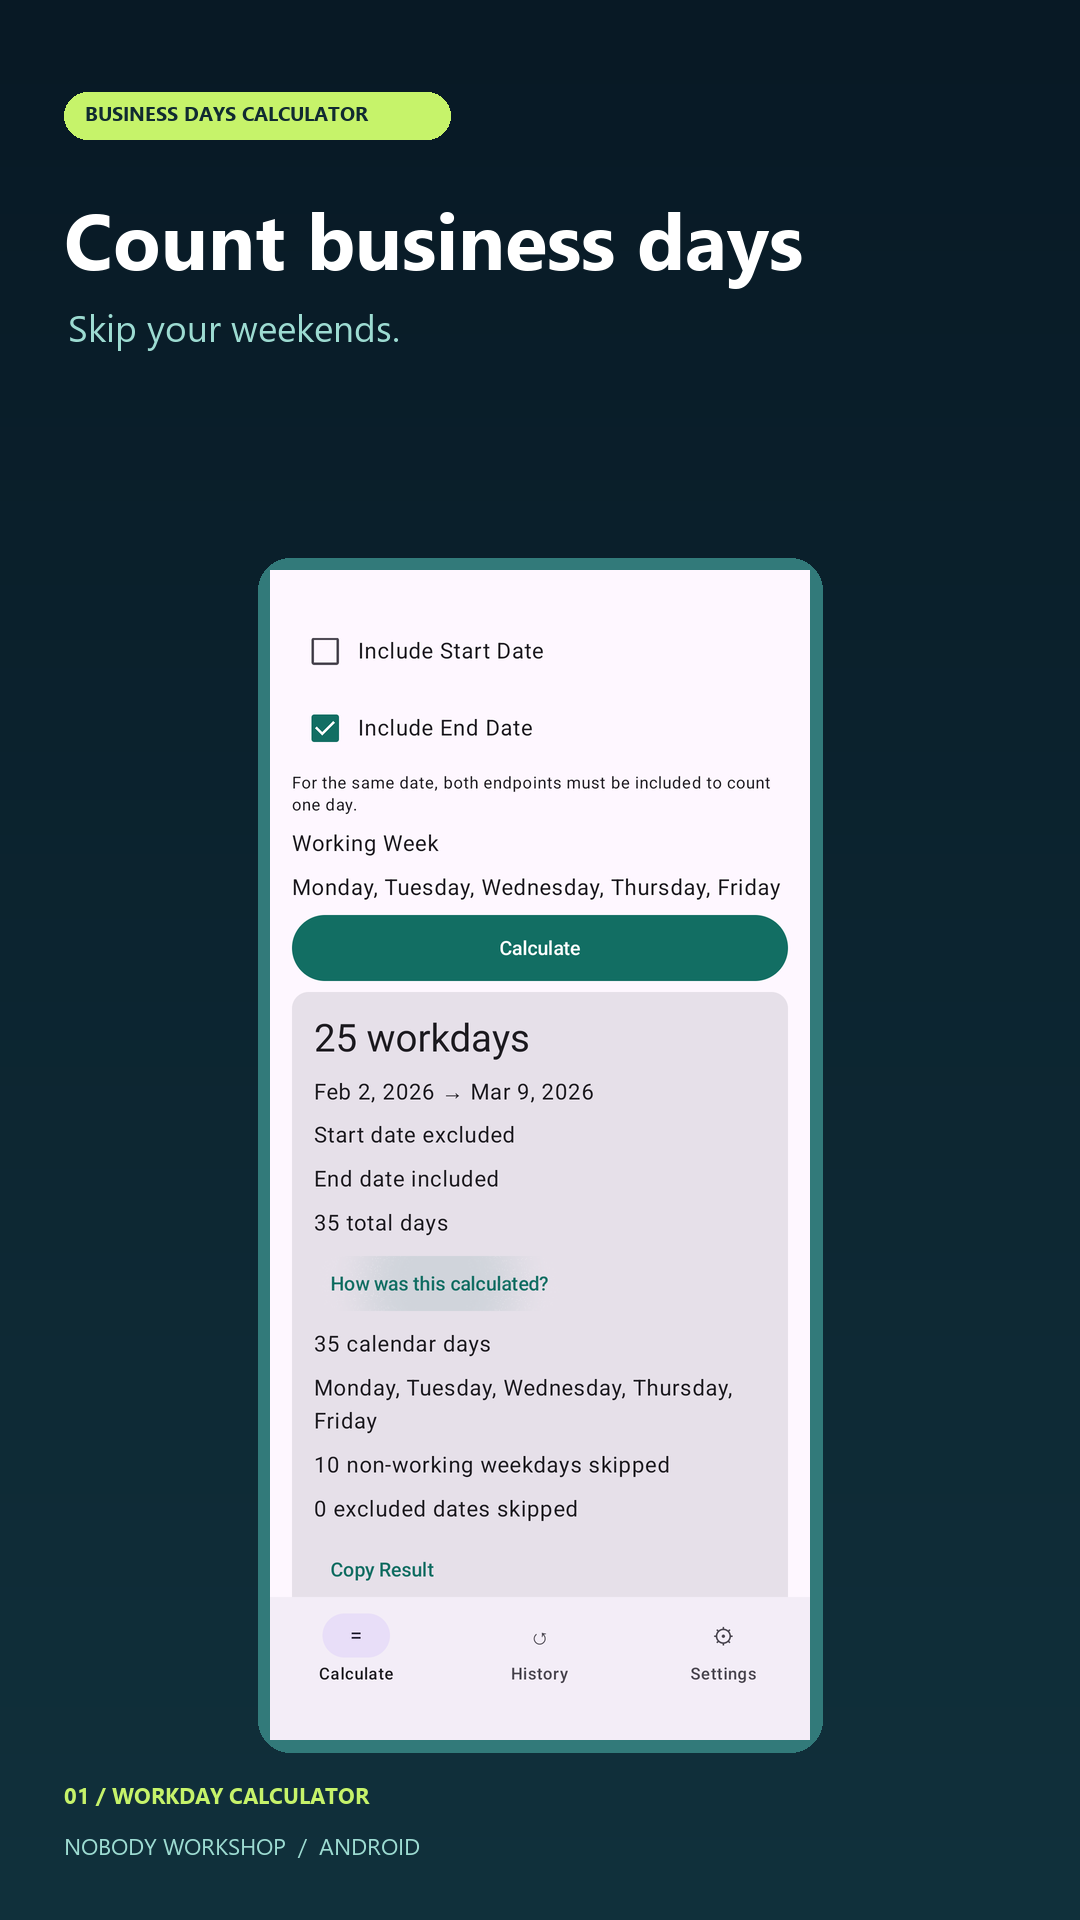 BUSINESS DAYS CALCULATOR
Count business days
Skip your weekends.
Include Start Date
Include End Date
For the same date, both endpoints must be included to count
one day.
Working Week
Monday, Tuesday, Wednesday, Thursday, Friday
Calculate
25 workdays
Feb 2, 2026 → Mar 9, 2026
Start date excluded
End date included
35 total days
How was this calculated?
35 calendar days
Monday, Tuesday, Wednesday, Thursday,
Friday
10 non-working weekdays skipped
0 excluded dates skipped
Copy Result
=
Calculate
History
Settings
01 / WORKDAY CALCULATOR
NOBODY WORKSHOP / ANDROID